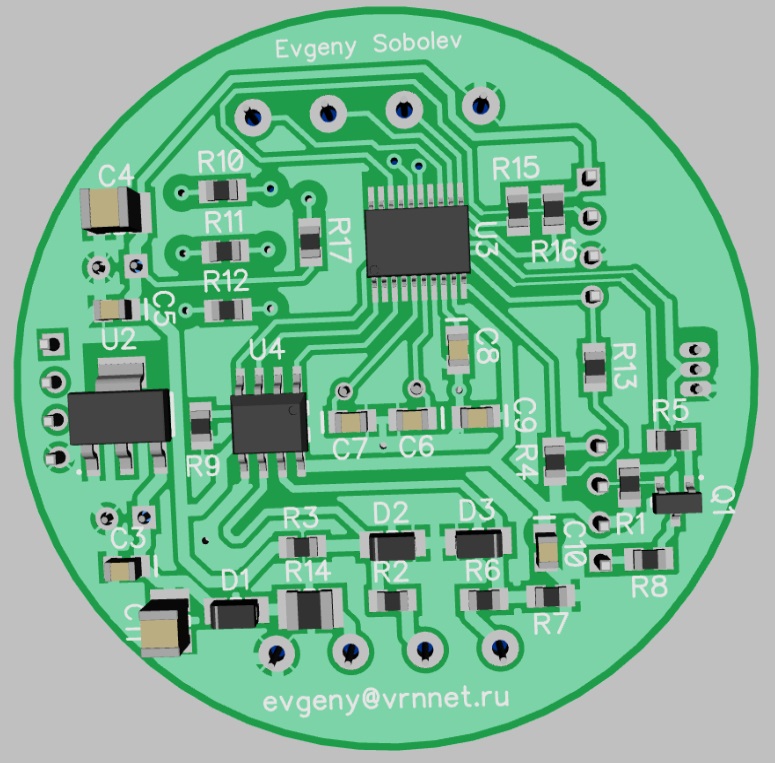 Evgeny Sobolev
C4
R10
R15
R11
R17
U3
R16
R12
C5
U2
U4
C8
R13
C9
R5
C7
C6
R9
R4
Q1
R1
C3
R3
D2
D3
C10
D1
R14
R2
R6
R8
C11
R7
evgeny@vrnnet.ru